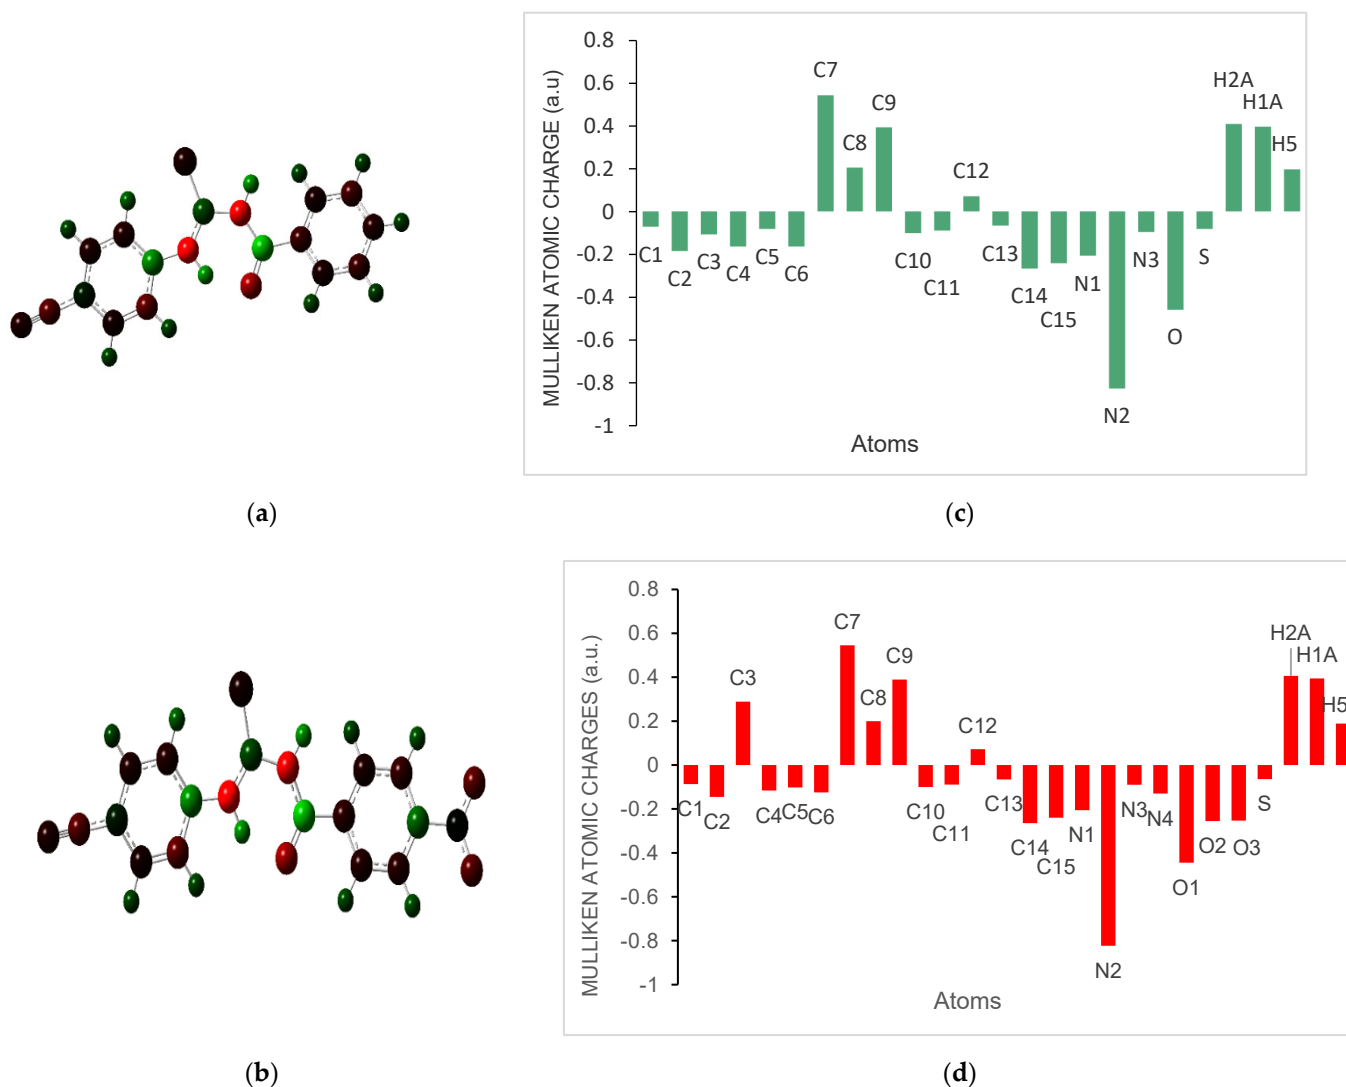 0.8
0.6
0.4
0.2
0
-0.2
-0.4
-0.6
-0.8
-1
MULLIKEN ATOMIC CHARGE (a.u)
C1
C2
C3
C4
C5
C6
C7
C8
C9
C10
C11
C12
C13
C14
C15
N1
N2
N3
O
S
H2A
H1A
H5
Atoms
(a)
(c)
0.8
0.6
0.4
0.2
0
-0.2
-0.4
-0.6
-0.8
-1
MULLIKEN ATOMIC CHARGES (a.u.)
C1
C2
C3
C4
C5
C6
C7
C8
C9
C10
C11
C12
C13
C14
C15
N1
N2
N3
N4
O1
O2
O3
S
H2A
H1A
H5
Atoms
(b)
(d)